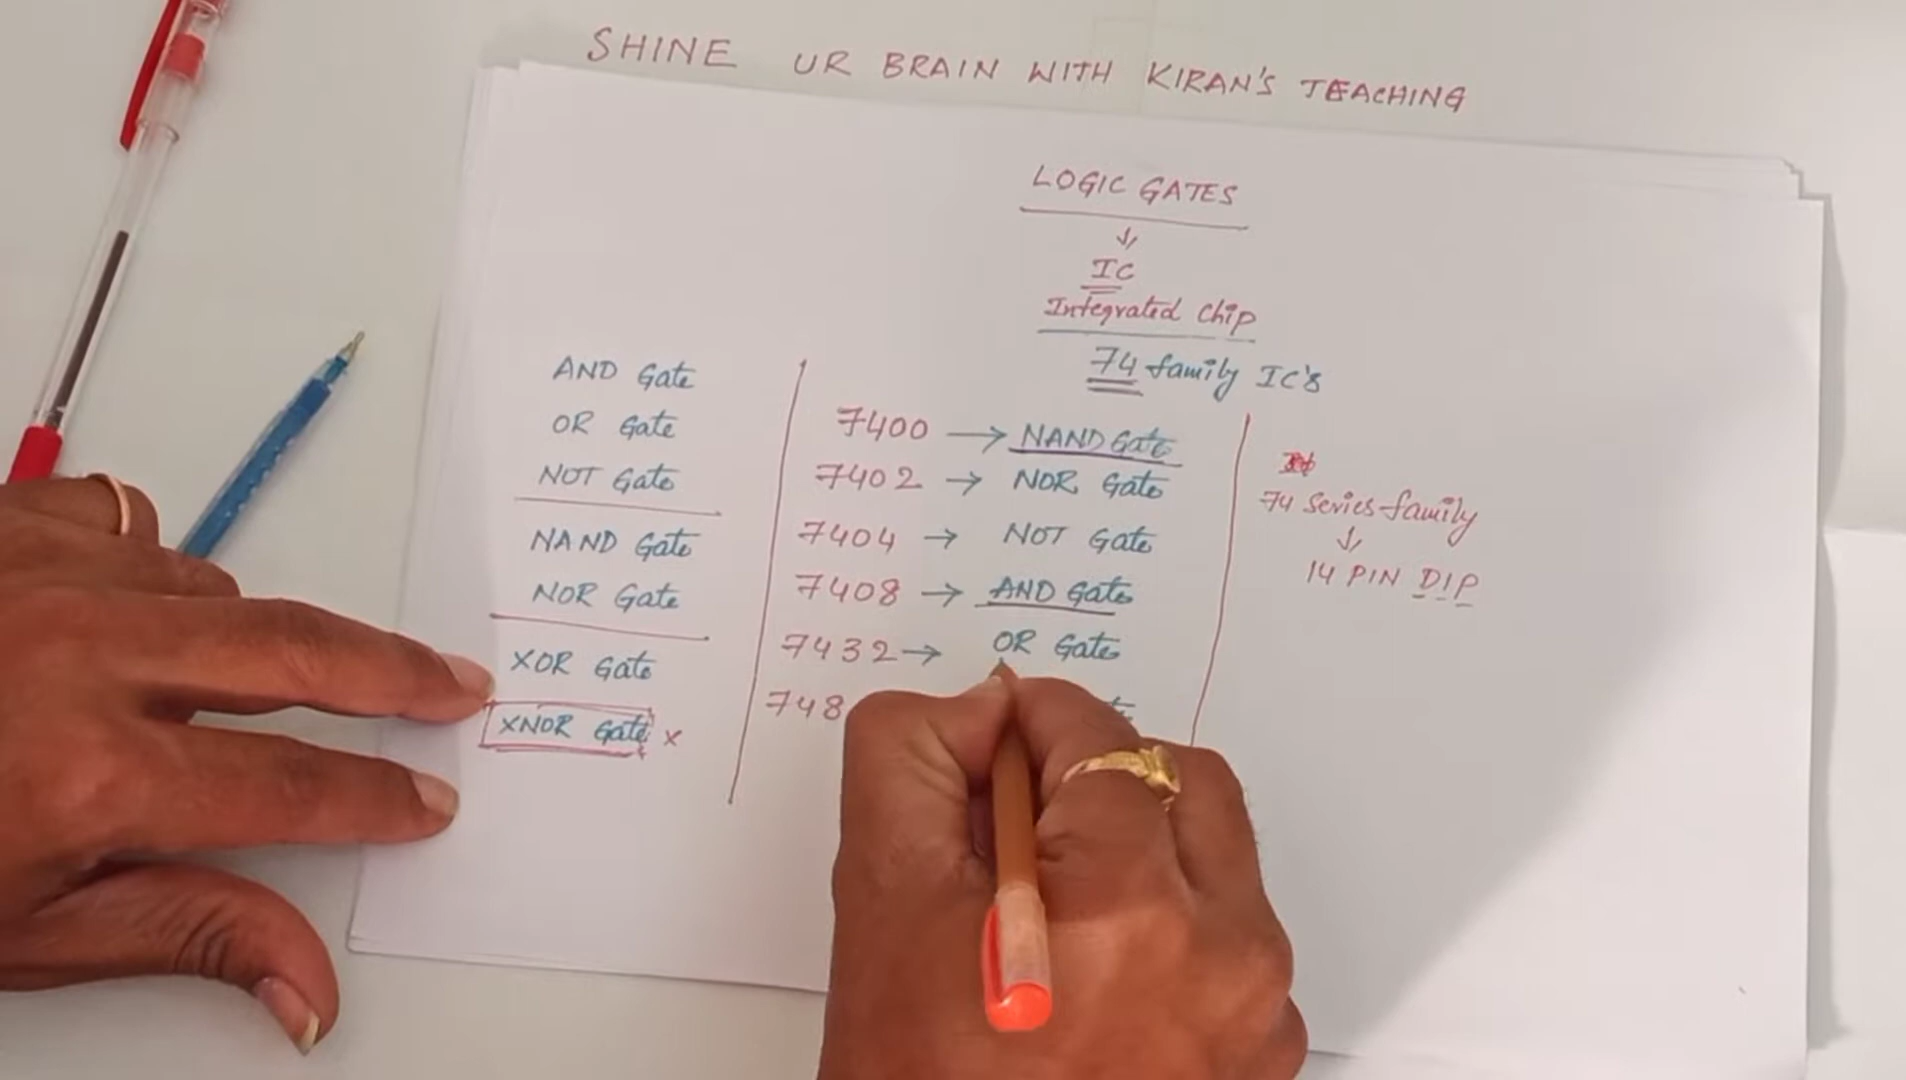 SHINE UR BRAIN WITH KIRAN'S TEACHING
LOGIC GATES
IC
Integrated Chip
74 family IC's
AND Gate
OR Gate
NOT Gate
NAND Gate
NOR Gate
XOR Gate
XNOR Gate x
7400 → NAND Gate
7402 → NOR Gate
7404 → NOT Gate
7408 → AND Gate
7432 → OR Gate
748
74 Series family
14 PIN DIP